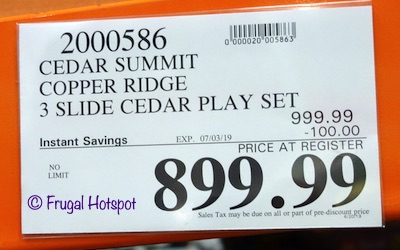 2000586
0000020005863
CEDAR SUMMIT
COPPER RIDGE
3 SLIDE CEDAR PLAY SET
999.99
Instant Savings EXP. 07/03/19 -100.00
PRICE AT REGISTER
NO
LIMIT
899.99
Sales Tax may be due on all or part of pre-discount price
© Frugal Hotspot